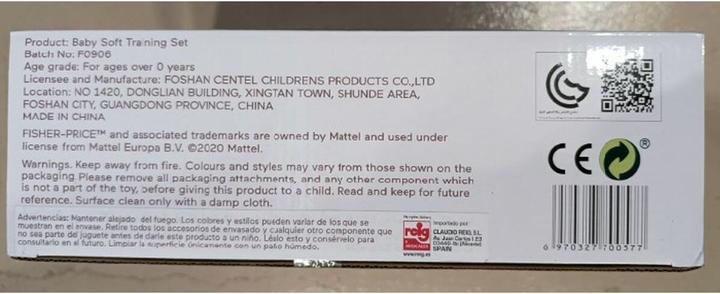 Product: Baby Soft Training Set
Batch No: F0906
Age grade: For ages over 0 years
Licensee and Manufacture: FOSHAN CENTEL CHILDRENS PRODUCTS CO.,LTD
Location: NO 1420, DONGLIAN BUILDING, XINGTAN TOWN, SHUNDE AREA,
FOSHAN CITY, GUANGDONG PROVINCE, CHINA
MADE IN CHINA
FISHER-PRICE™ and associated trademarks are owned by Mattel and used under
license from Mattel Europa B.V. ©2020 Mattel.
Warnings. Keep away from fire. Colours and styles may vary from those shown on the
packaging. Please remove all packaging attachments, and any other component which
is not a part of the toy, before giving this product to a child. Read and keep for future
reference. Surface clean only with a damp cloth.
Advertencias: Mantener alejado del fuego. Los colores y estilos pueden variar de los que se
muestran en el envase. Retire todos los accesorios de envasado y cualquier otro componente que
no sea parte del juguete antes de darle este producto a un niño. Léalo esto y consérvelo para
consultarlo en el futuro. Limpiar la superficie únicamente con un paño húmedo.
reig
MUSICALES
www.reig.es
Importado por:
CLAUDIO REIG, S.L.
Av. Juan Carlos I
SPAIN
CE
®
6 970327 700377